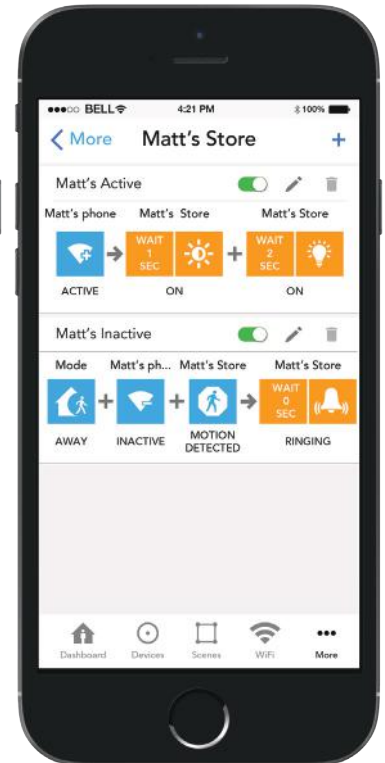 BELL 4:21 PM 100%
More Matt's Store +
Matt's Active
Matt's phone Matt's Store Matt's Store
WAIT 1 SEC + WAIT 2 SEC
ACTIVE ON ON
Matt's Inactive
Mode Matt's ph... Matt's Store Matt's Store
+ + WAIT 0 SEC
AWAY INACTIVE MOTION DETECTED RINGING
Dashboard Devices Scenes WiFi More